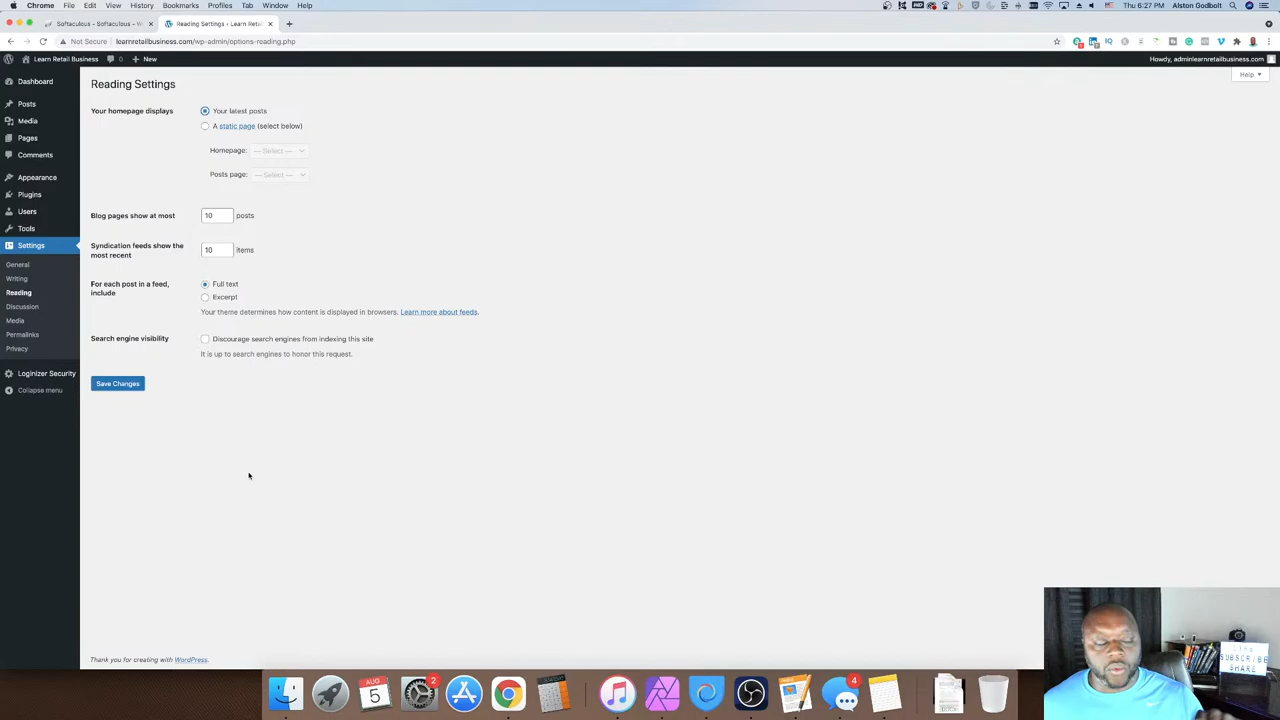 Chrome File Edit View History Bookmarks Profiles Tab Window Help
Thu 6:27 PM Alston Godbolt
Softaculous - Softaculous - W
Reading Settings ‹ Learn Retail
Not Secure learnretailbusiness.com/wp-admin/options-reading.php
Learn Retail Business 0 New
Howdy, adminlearnretailbusiness.com
Help
Dashboard
Posts
Media
Pages
Comments
Appearance
Plugins
Users
Tools
Settings
General
Writing
Reading
Discussion
Media
Permalinks
Privacy
Loginizer Security
Collapse menu
Reading Settings
Your homepage displays
Your latest posts
A static page (select below)
Homepage: — Select —
Posts page: — Select —
Blog pages show at most 10 posts
Syndication feeds show the most recent 10 items
For each post in a feed, include
Full text
Excerpt
Your theme determines how content is displayed in browsers. Learn more about feeds.
Search engine visibility
Discourage search engines from indexing this site
It is up to search engines to honor this request.
Save Changes
Thank you for creating with WordPress.
AUG
5
2
4
LIKE
SUBSCRIBE
SHARE